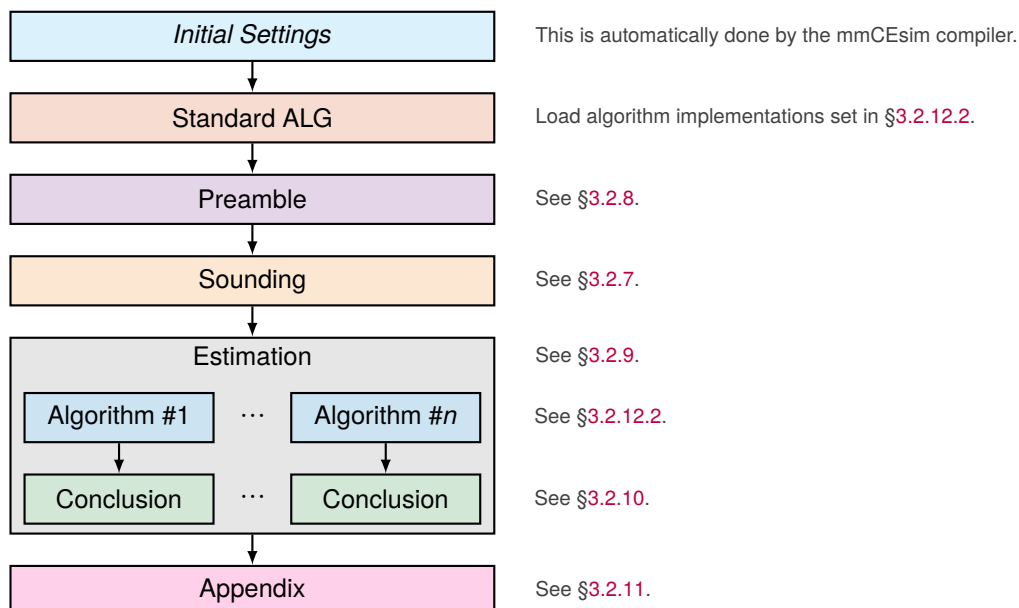 Initial Settings
This is automatically done by the mmCEsim compiler.
Standard ALG
Load algorithm implementations set in §3.2.12.2.
Preamble
See §3.2.8.
Sounding
See §3.2.7.
Estimation
See §3.2.9.
Algorithm #1 ··· Algorithm #n
See §3.2.12.2.
Conclusion ··· Conclusion
See §3.2.10.
Appendix
See §3.2.11.